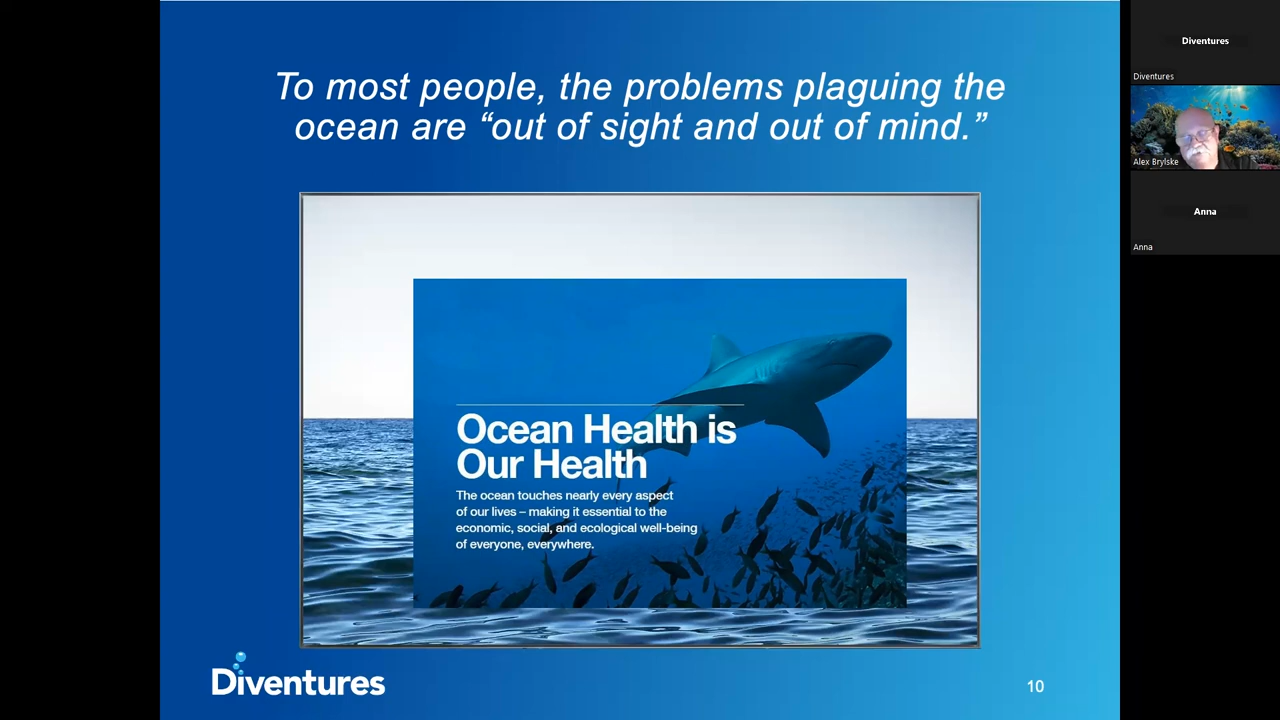 To most people, the problems plaguing the
ocean are “out of sight and out of mind.”
Ocean Health is
Our Health
The ocean touches nearly every aspect
of our lives – making it essential to the
economic, social, and ecological well-being
of everyone, everywhere.
Diventures
10
Diventures
Diventures
Alex Brylske
Anna
Anna